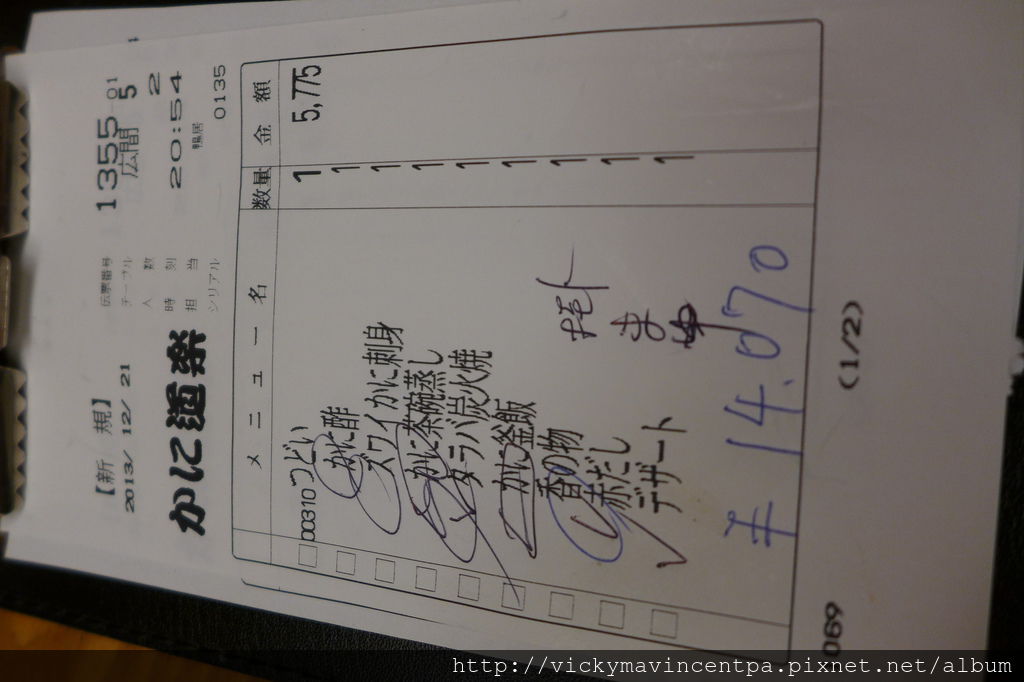 【新 規】
2013/ 12/ 21
かに道楽
伝票番号 1355-01
テーブル 広間 5
人数 2
時刻 20:54
担当 鴨居
シリアル 0135
メニュー名 数量 金額
00310 つどい 1 5,775
かに酢 1
ズワイかに刺身 1
かに茶碗蒸し 1
タラバ炭火焼 1
かに釜飯 1
香の物 1
赤だし 1
デザート 1
¥14,070
(1/2)
069
http://vickymavincentpa.pixnet.net/album